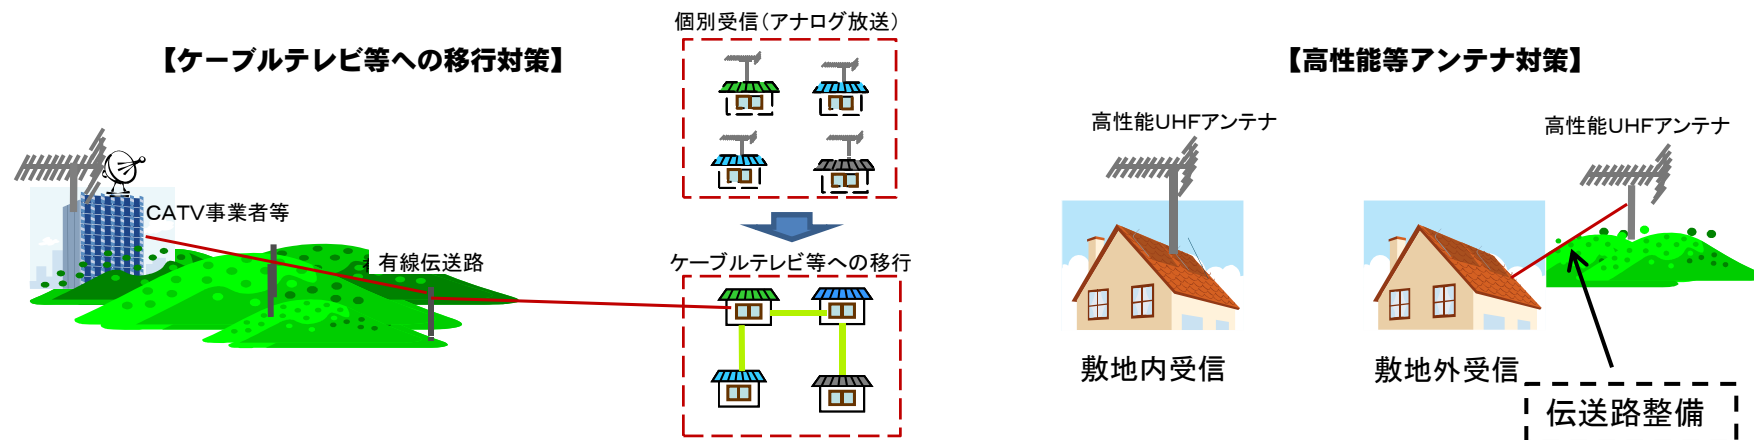 【ケーブルテレビ等への移行対策】
個別受信(アナログ放送)
CATV事業者等
有線伝送路
ケーブルテレビ等への移行
【高性能等アンテナ対策】
高性能UHFアンテナ
高性能UHFアンテナ
敷地内受信
敷地外受信
伝送路整備